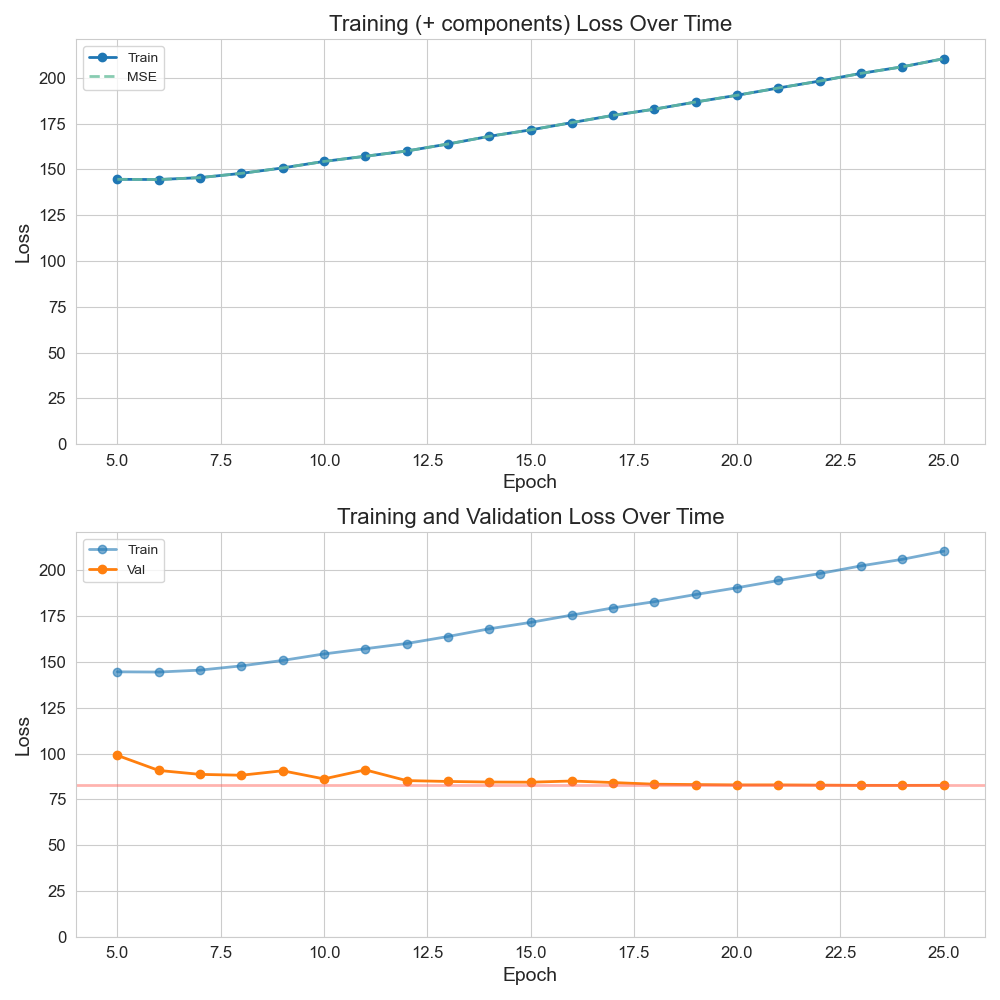 Training (+ components) Loss Over Time
Train
MSE
200
175
150
125
100
75
50
25
0
Loss
5.0 7.5 10.0 12.5 15.0 17.5 20.0 22.5 25.0
Epoch
Training and Validation Loss Over Time
Train
Val
200
175
150
125
100
75
50
25
0
Loss
5.0 7.5 10.0 12.5 15.0 17.5 20.0 22.5 25.0
Epoch